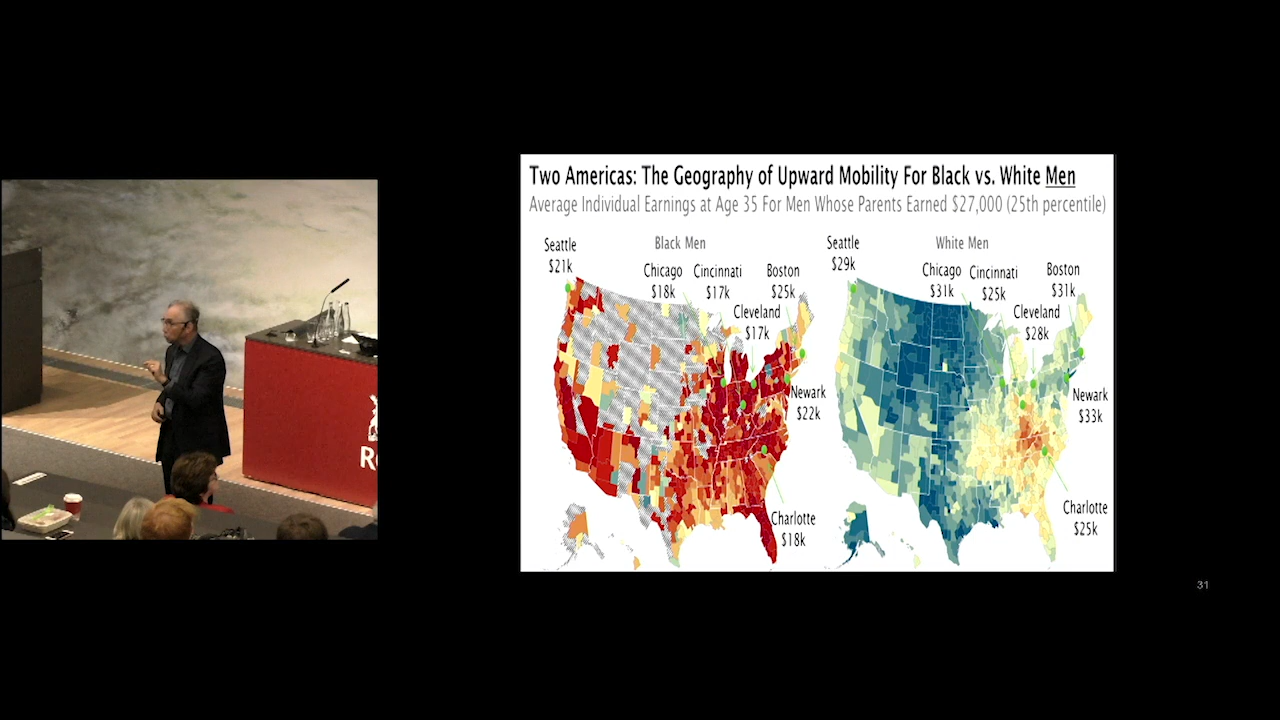 Two Americas: The Geography of Upward Mobility For Black vs. White Men
Average Individual Earnings at Age 35 For Men Whose Parents Earned $27,000 (25th percentile)
Black Men
Seattle
$21k
Chicago
$18k
Cincinnati
$17k
Boston
$25k
Cleveland
$17k
Newark
$22k
Charlotte
$18k
White Men
Seattle
$29k
Chicago
$31k
Cincinnati
$25k
Boston
$31k
Cleveland
$28k
Newark
$33k
Charlotte
$25k
31